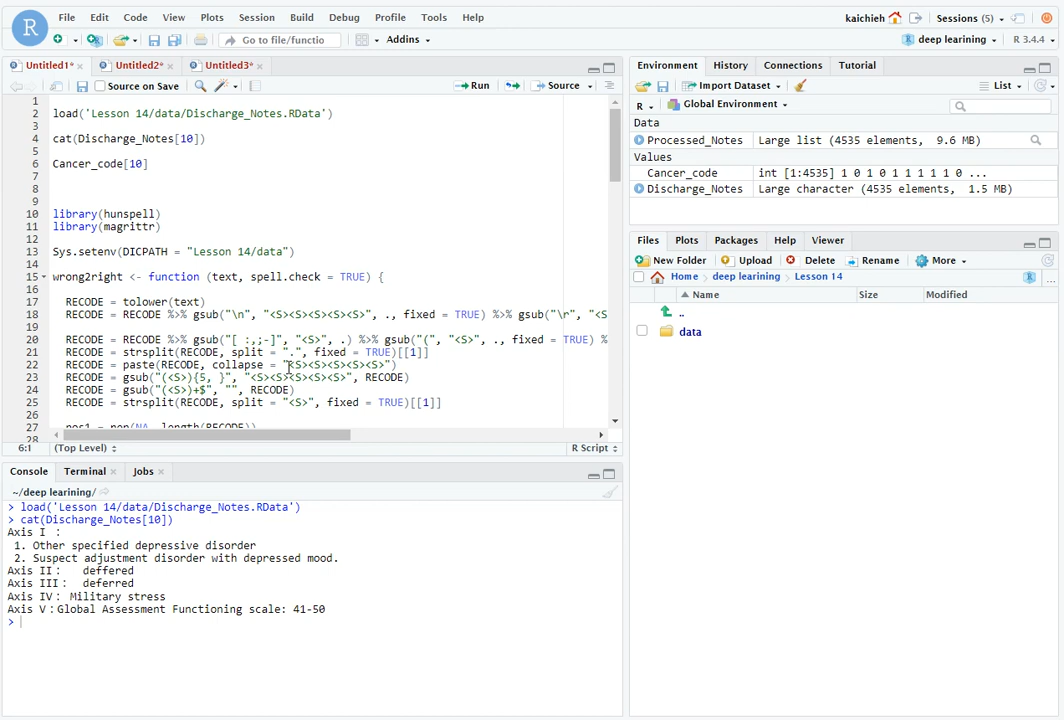 File Edit Code View Plots Session Build Debug Profile Tools Help
kaichieh Sessions (5)
Go to file/functio Addins
deep learining R 3.4.4
Untitled1* Untitled2* Untitled3*
Source on Save Run Source
1
2 load('Lesson 14/data/Discharge_Notes.RData')
3
4 cat(Discharge_Notes[10])
5
6 Cancer_code[10]
7
8
9
10 library(hunspell)
11 library(magrittr)
12
13 Sys.setenv(DICPATH = "Lesson 14/data")
14
15 wrong2right <- function (text, spell.check = TRUE) {
16
17 RECODE = tolower(text)
18 RECODE = RECODE %>% gsub("\n", "<S><S><S><S><S>", ., fixed = TRUE) %>% gsub("\r", "<S
19
20 RECODE = RECODE %>% gsub("[ :,;-]", "<S>", .) %>% gsub("(", "<S>", ., fixed = TRUE) %
21 RECODE = strsplit(RECODE, split = ".", fixed = TRUE)[[1]]
22 RECODE = paste(RECODE, collapse = "<S><S><S><S><S>")
23 RECODE = gsub("(<S>){5, }", "<S><S><S><S><S>", RECODE)
24 RECODE = gsub("(<S>)+$", "", RECODE)
25 RECODE = strsplit(RECODE, split = "<S>", fixed = TRUE)[[1]]
26
27 pos1 = rep(NA, length(RECODE))
28
6:1 (Top Level) R Script
Console Terminal Jobs
~/deep learining/
> load('Lesson 14/data/Discharge_Notes.RData')
> cat(Discharge_Notes[10])
Axis I :
1. Other specified depressive disorder
2. Suspect adjustment disorder with depressed mood.
Axis II: deffered
Axis III: deferred
Axis IV: Military stress
Axis V:Global Assessment Functioning scale: 41-50
>
Environment History Connections Tutorial
Import Dataset List
R Global Environment
Data
Processed_Notes Large list (4535 elements, 9.6 MB)
Values
Cancer_code int [1:4535] 1 0 1 0 1 1 1 1 1 0 ...
Discharge_Notes Large character (4535 elements, 1.5 MB)
Files Plots Packages Help Viewer
New Folder Upload Delete Rename More
Home deep learining Lesson 14 ...
Name Size Modified
..
data